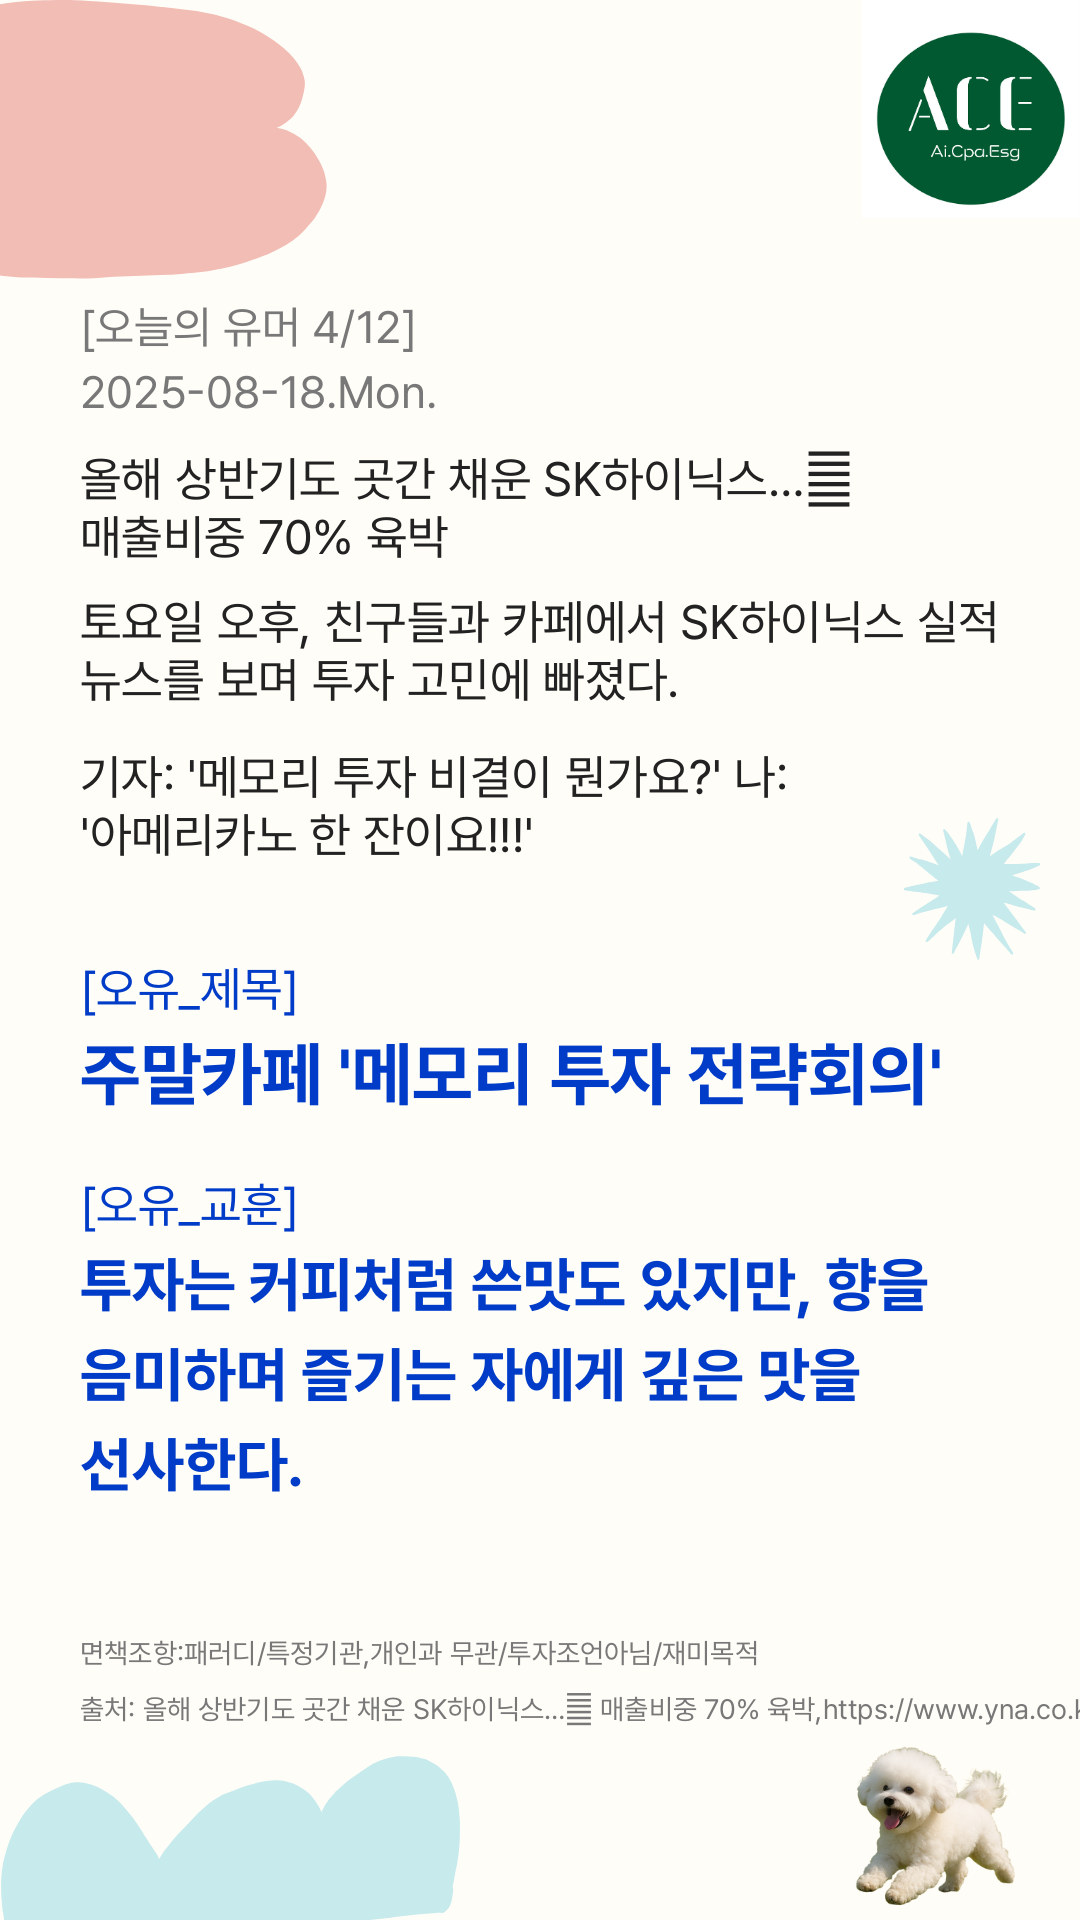 ACE
Ai.Cpa.Esg
[오늘의 유머 4/12]
2025-08-18.Mon.
올해 상반기도 곳간 채운 SK하이닉스…
매출비중 70% 육박
토요일 오후, 친구들과 카페에서 SK하이닉스 실적
뉴스를 보며 투자 고민에 빠졌다.
기자: '메모리 투자 비결이 뭔가요?' 나:
'아메리카노 한 잔이요!!!'
[오유_제목]
주말카페 '메모리 투자 전략회의'
[오유_교훈]
투자는 커피처럼 쓴맛도 있지만, 향을
음미하며 즐기는 자에게 깊은 맛을
선사한다.
면책조항:패러디/특정기관,개인과 무관/투자조언아님/재미목적
출처: 올해 상반기도 곳간 채운 SK하이닉스… 매출비중 70% 육박,https://www.yna.co.k